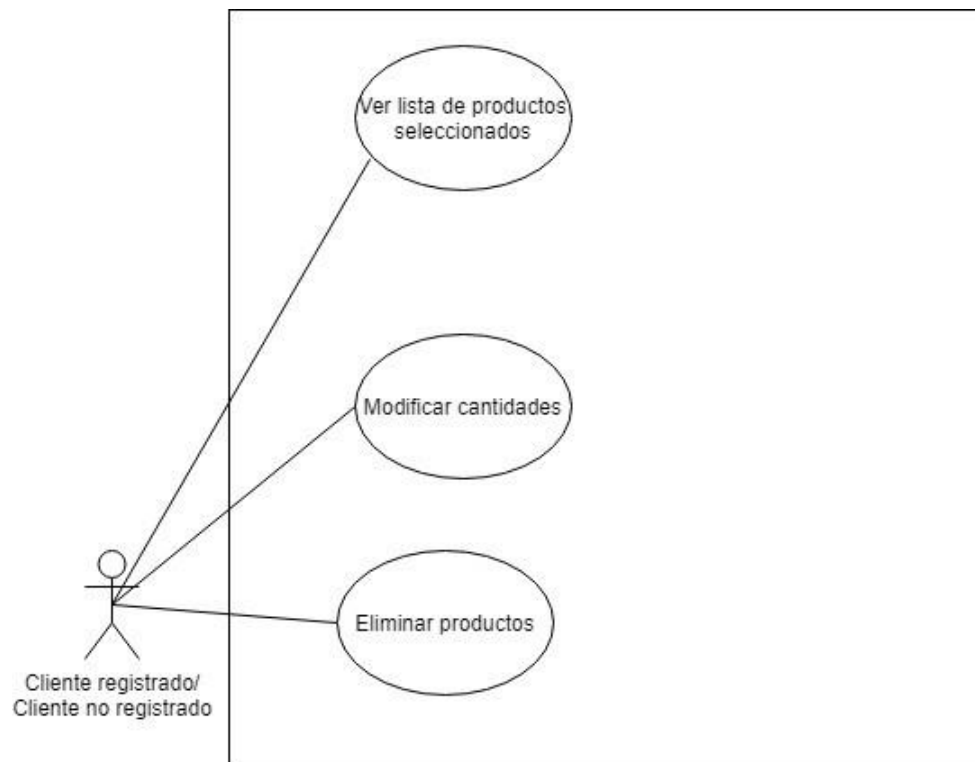 Ver lista de productos
seleccionados
Modificar cantidades
Eliminar productos
Cliente registrado/
Cliente no registrado